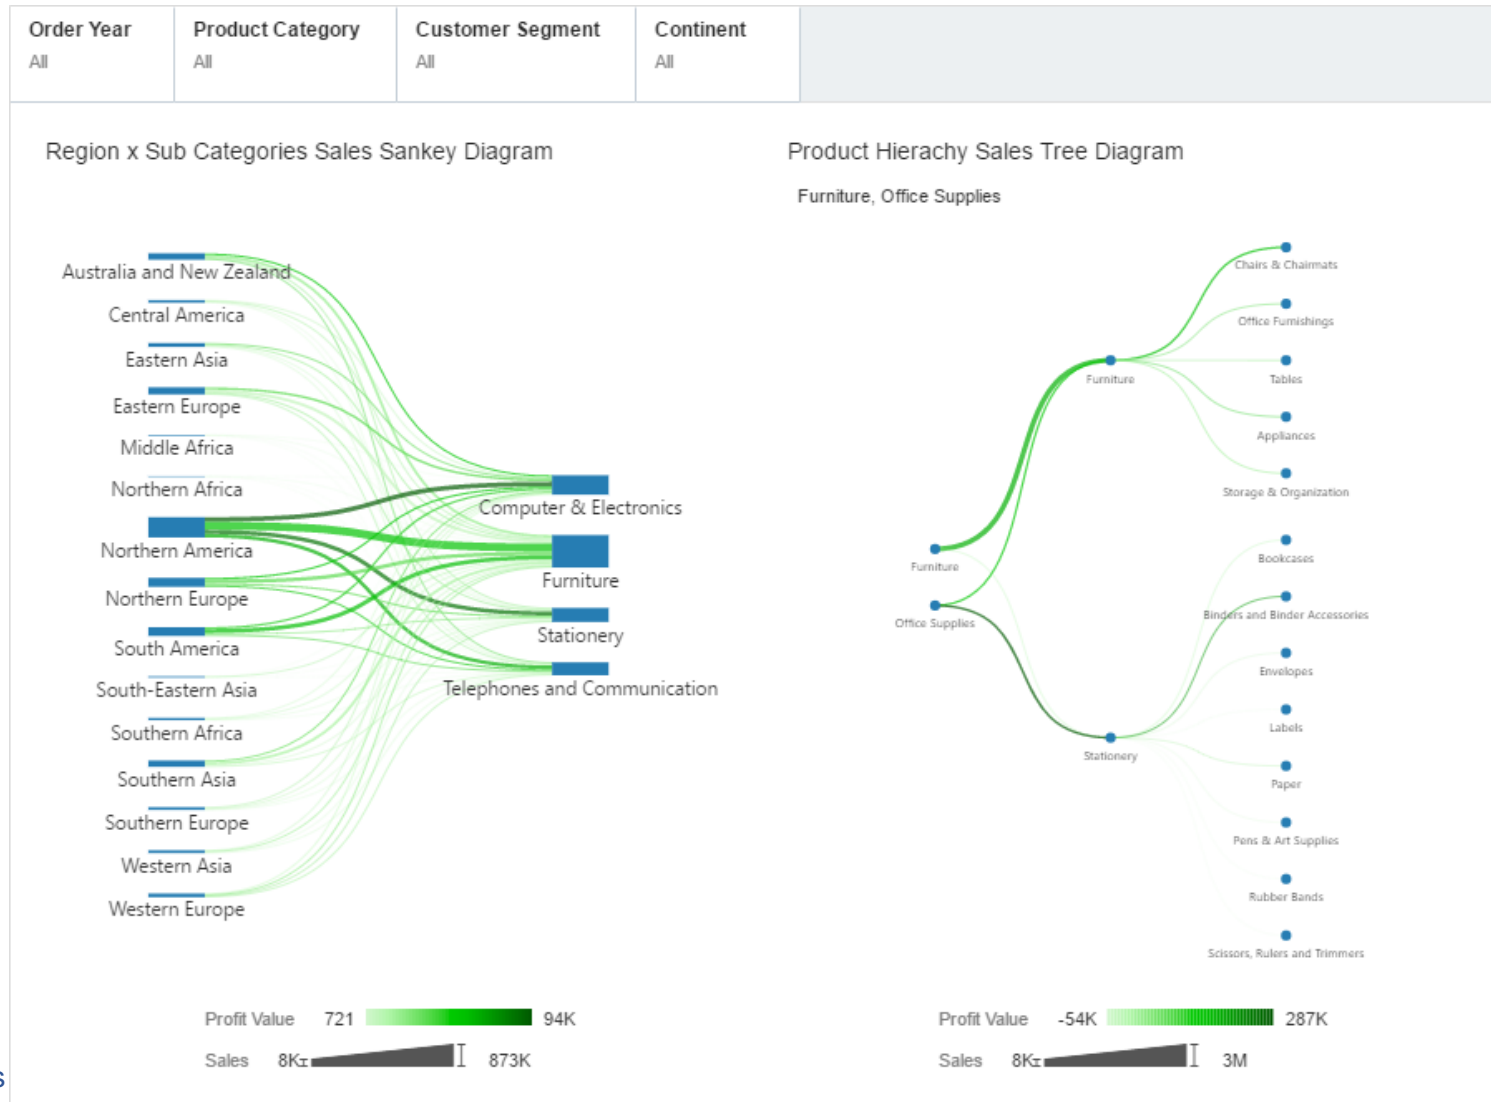 Order Year
All
Product Category
All
Customer Segment
All
Continent
All
Region x Sub Categories Sales Sankey Diagram
Australia and New Zealand
Central America
Eastern Asia
Eastern Europe
Middle Africa
Northern Africa
Northern America
Northern Europe
South America
South-Eastern Asia
Southern Africa
Southern Asia
Southern Europe
Western Asia
Western Europe
Computer & Electronics
Furniture
Stationery
Telephones and Communication
Profit Value 721 94K
Sales 8K 873K
Product Hierachy Sales Tree Diagram
Furniture, Office Supplies
Furniture
Office Supplies
Furniture
Stationery
Chairs & Chairmats
Office Furnishings
Tables
Appliances
Storage & Organization
Bookcases
Binders and Binder Accessories
Envelopes
Labels
Paper
Pens & Art Supplies
Rubber Bands
Scissors, Rulers and Trimmers
Profit Value -54K 287K
Sales 8K 3M
s